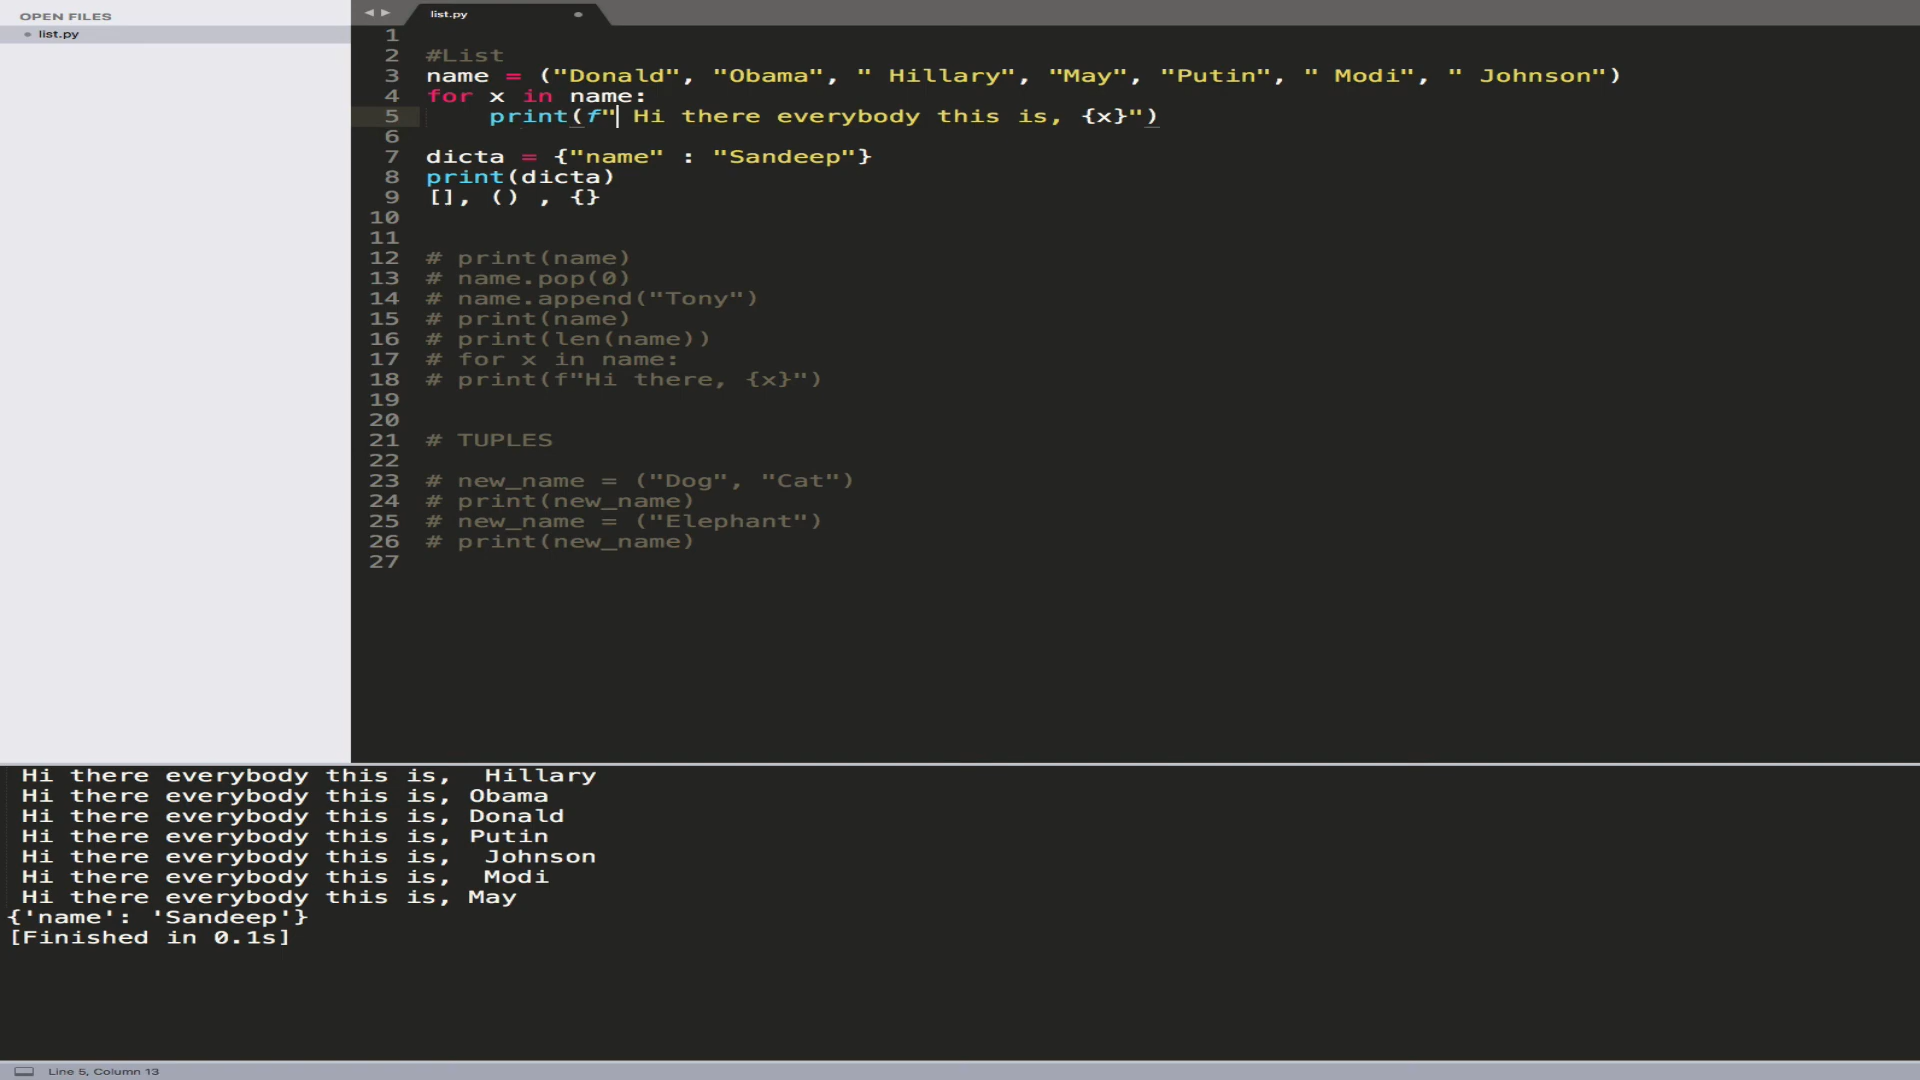 OPEN FILES
list.py
list.py
1
2 #List
3 name = ("Donald", "Obama", " Hillary", "May", "Putin", " Modi", " Johnson")
4 for x in name:
5     print(f" Hi there everybody this is, {x}")
6
7 dicta = {"name" : "Sandeep"}
8 print(dicta)
9 [], () , {}
10
11
12 # print(name)
13 # name.pop(0)
14 # name.append("Tony")
15 # print(name)
16 # print(len(name))
17 # for x in name:
18 # print(f"Hi there, {x}")
19
20
21 # TUPLES
22
23 # new_name = ("Dog", "Cat")
24 # print(new_name)
25 # new_name = ("Elephant")
26 # print(new_name)
27
Hi there everybody this is,  Hillary
Hi there everybody this is, Obama
Hi there everybody this is, Donald
Hi there everybody this is, Putin
Hi there everybody this is,  Johnson
Hi there everybody this is,  Modi
Hi there everybody this is, May
{'name': 'Sandeep'}
[Finished in 0.1s]
Line 5, Column 13